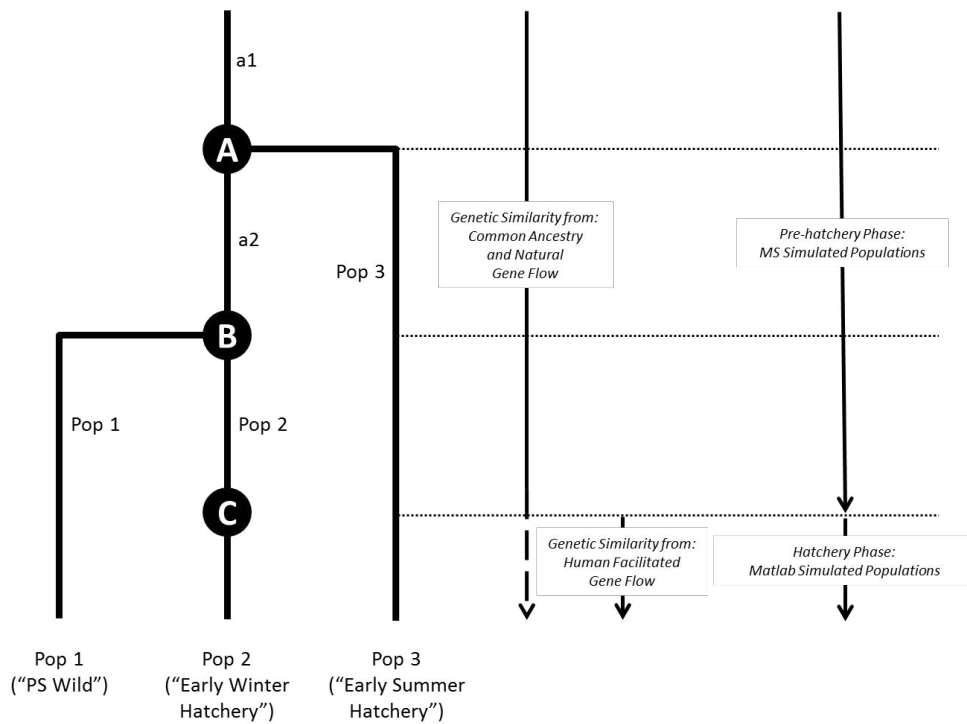 a1
A
a2
Pop 3
Genetic Similarity from:
Common Ancestry
and Natural
Gene Flow
Pre-hatchery Phase:
MS Simulated Populations
B
Pop 1
Pop 2
C
Genetic Similarity from:
Human Facilitated
Gene Flow
Hatchery Phase:
Matlab Simulated Populations
Pop 1
(“PS Wild”)
Pop 2
(“Early Winter
Hatchery”)
Pop 3
(“Early Summer
Hatchery”)